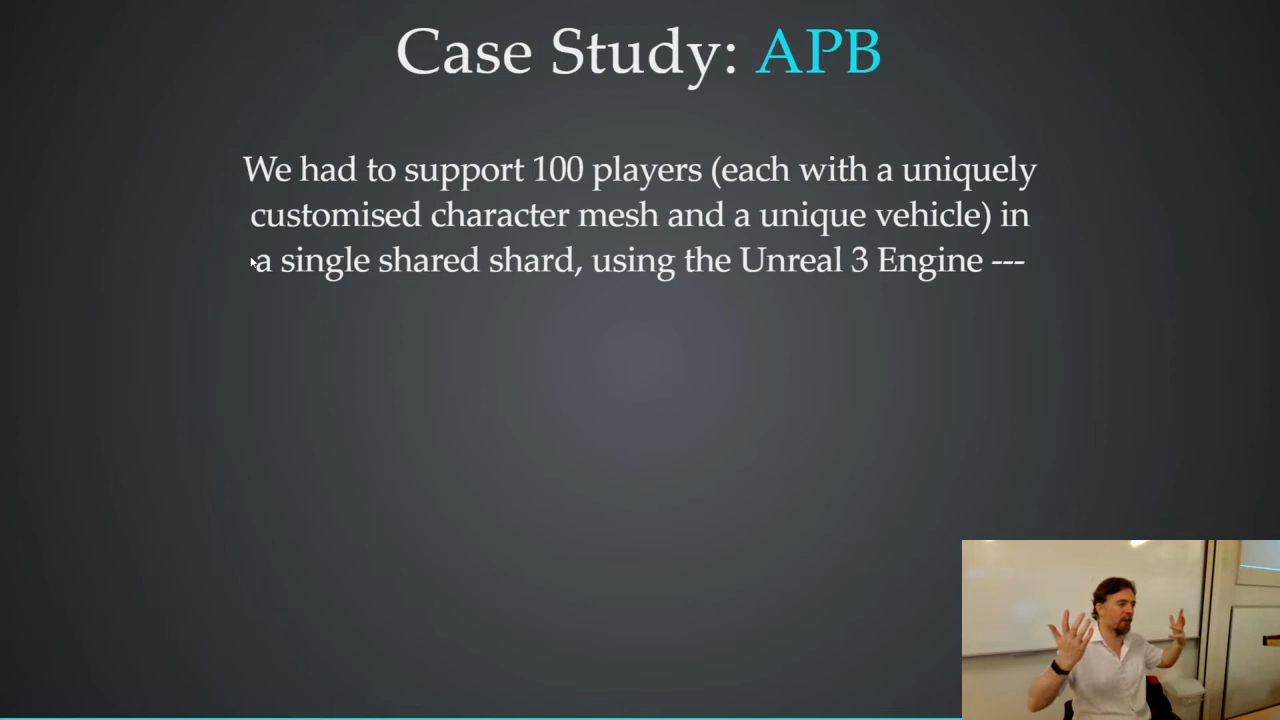 Case Study: APB
We had to support 100 players (each with a uniquely
customised character mesh and a unique vehicle) in
a single shared shard, using the Unreal 3 Engine ---